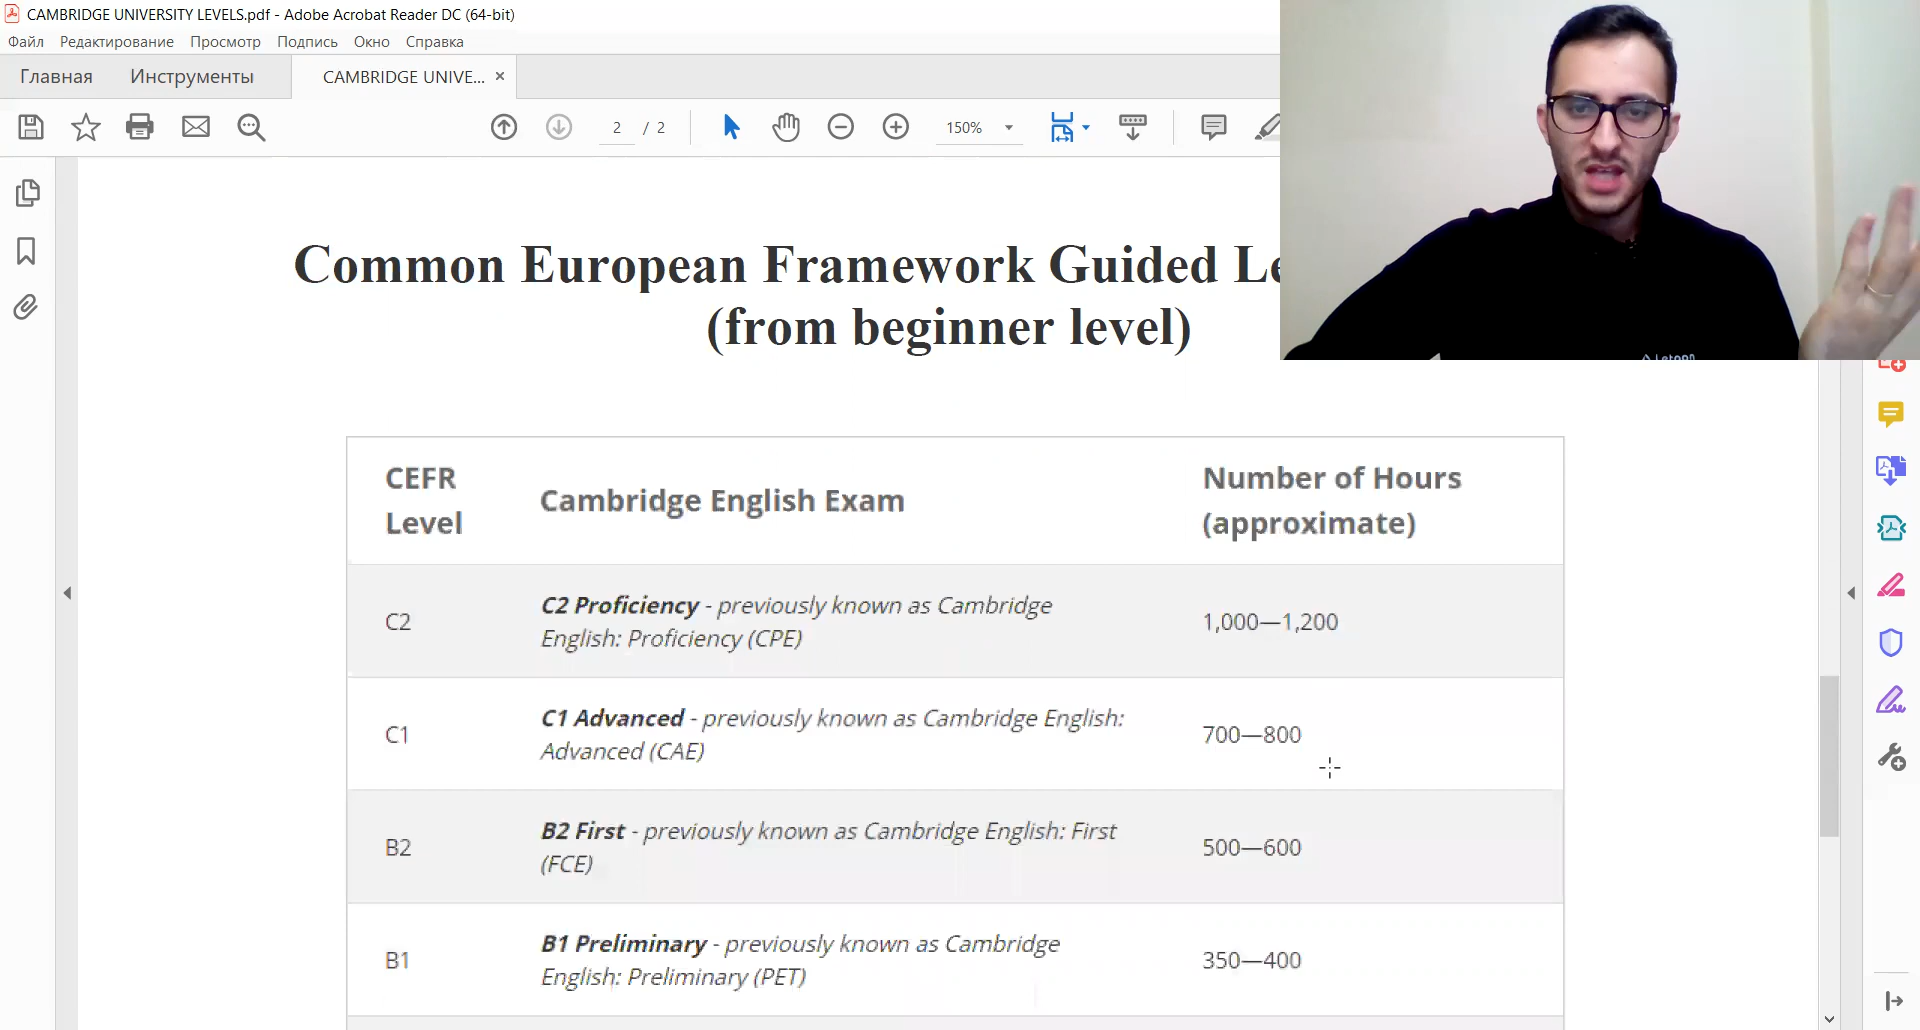 CAMBRIDGE UNIVERSITY LEVELS.pdf - Adobe Acrobat Reader DC (64-bit)
Файл Редактирование Просмотр Подпись Окно Справка
Главная Инструменты CAMBRIDGE UNIVE... ×
2 / 2 150%
Common European Framework Guided Le
(from beginner level)
CEFR
Level
Cambridge English Exam
Number of Hours
(approximate)
C2
C2 Proficiency - previously known as Cambridge
English: Proficiency (CPE)
1,000—1,200
C1
C1 Advanced - previously known as Cambridge English:
Advanced (CAE)
700—800
B2
B2 First - previously known as Cambridge English: First
(FCE)
500—600
B1
B1 Preliminary - previously known as Cambridge
English: Preliminary (PET)
350—400